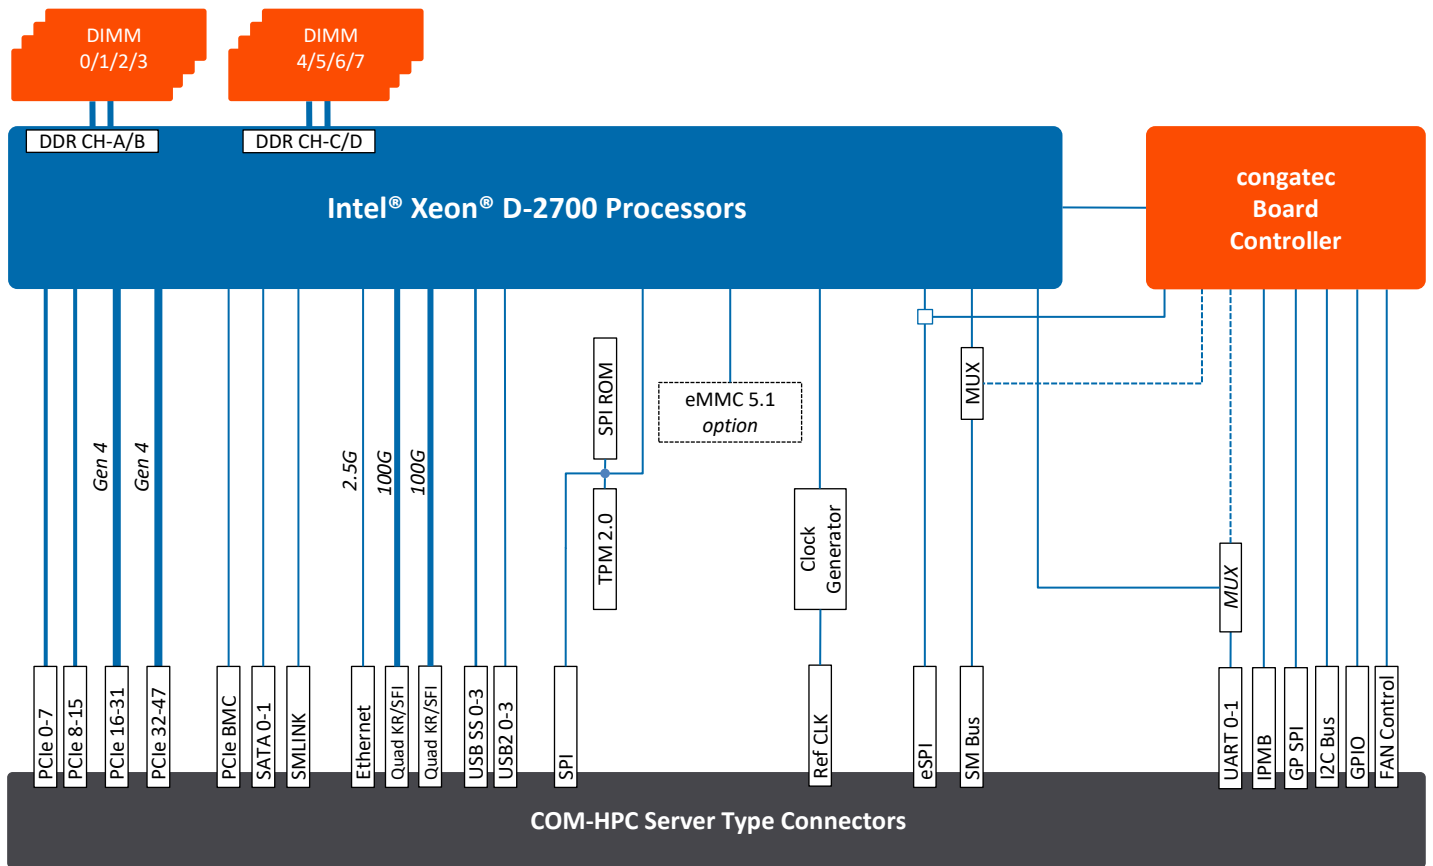 DIMM
0/1/2/3
DIMM
4/5/6/7
DDR CH-A/B
DDR CH-C/D
Intel® Xeon® D-2700 Processors
congatec
Board
Controller
Gen 4
Gen 4
2.5G
100G
100G
SPI ROM
TPM 2.0
eMMC 5.1
option
Clock
Generator
MUX
MUX
PCIe 0-7
PCIe 8-15
PCIe 16-31
PCIe 32-47
PCIe BMC
SATA 0-1
SMLINK
Ethernet
Quad KR/SFI
Quad KR/SFI
USB SS 0-3
USB2 0-3
SPI
Ref CLK
eSPI
SM Bus
UART 0-1
IPMB
GP SPI
I2C Bus
GPIO
FAN Control
COM-HPC Server Type Connectors